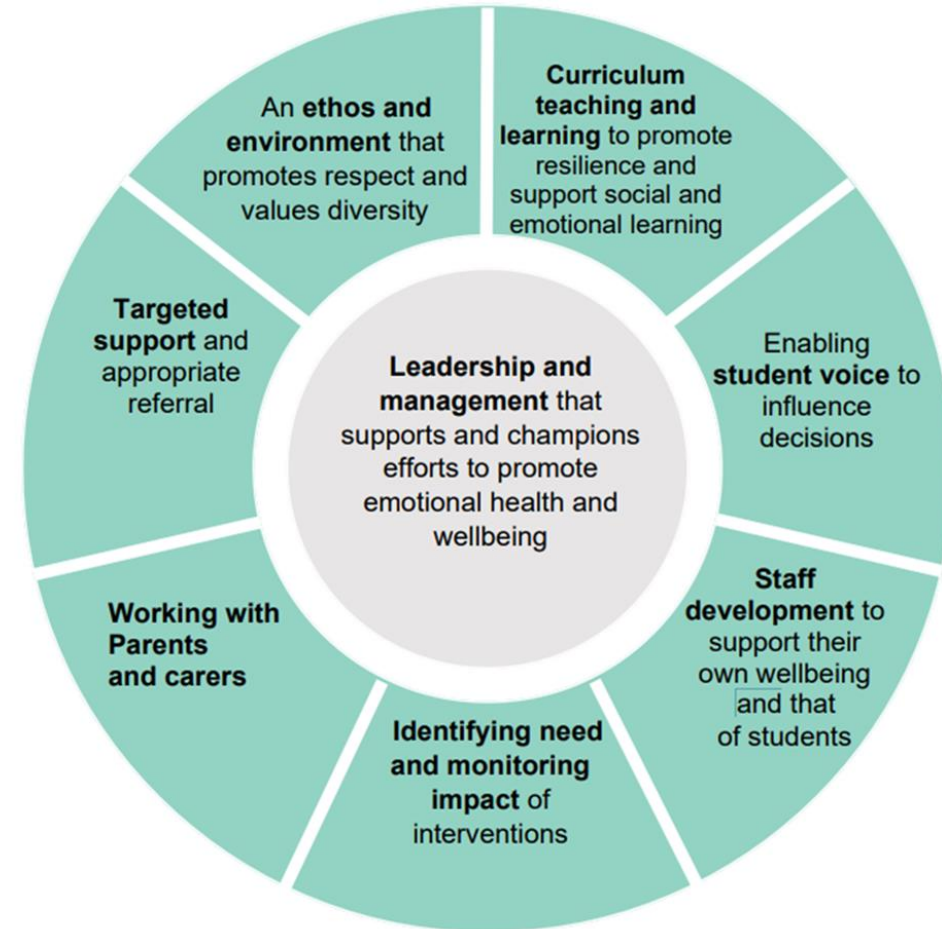 An ethos and
environment that
promotes respect and
values diversity
Curriculum
teaching and
learning to promote
resilience and
support social and
emotional learning
Enabling
student voice to
influence
decisions
Staff
development to
support their
own wellbeing
and that
of students
Identifying need
and monitoring
impact of
interventions
Working with
Parents
and carers
Targeted
support and
appropriate
referral
Leadership and
management that
supports and champions
efforts to promote
emotional health and
wellbeing